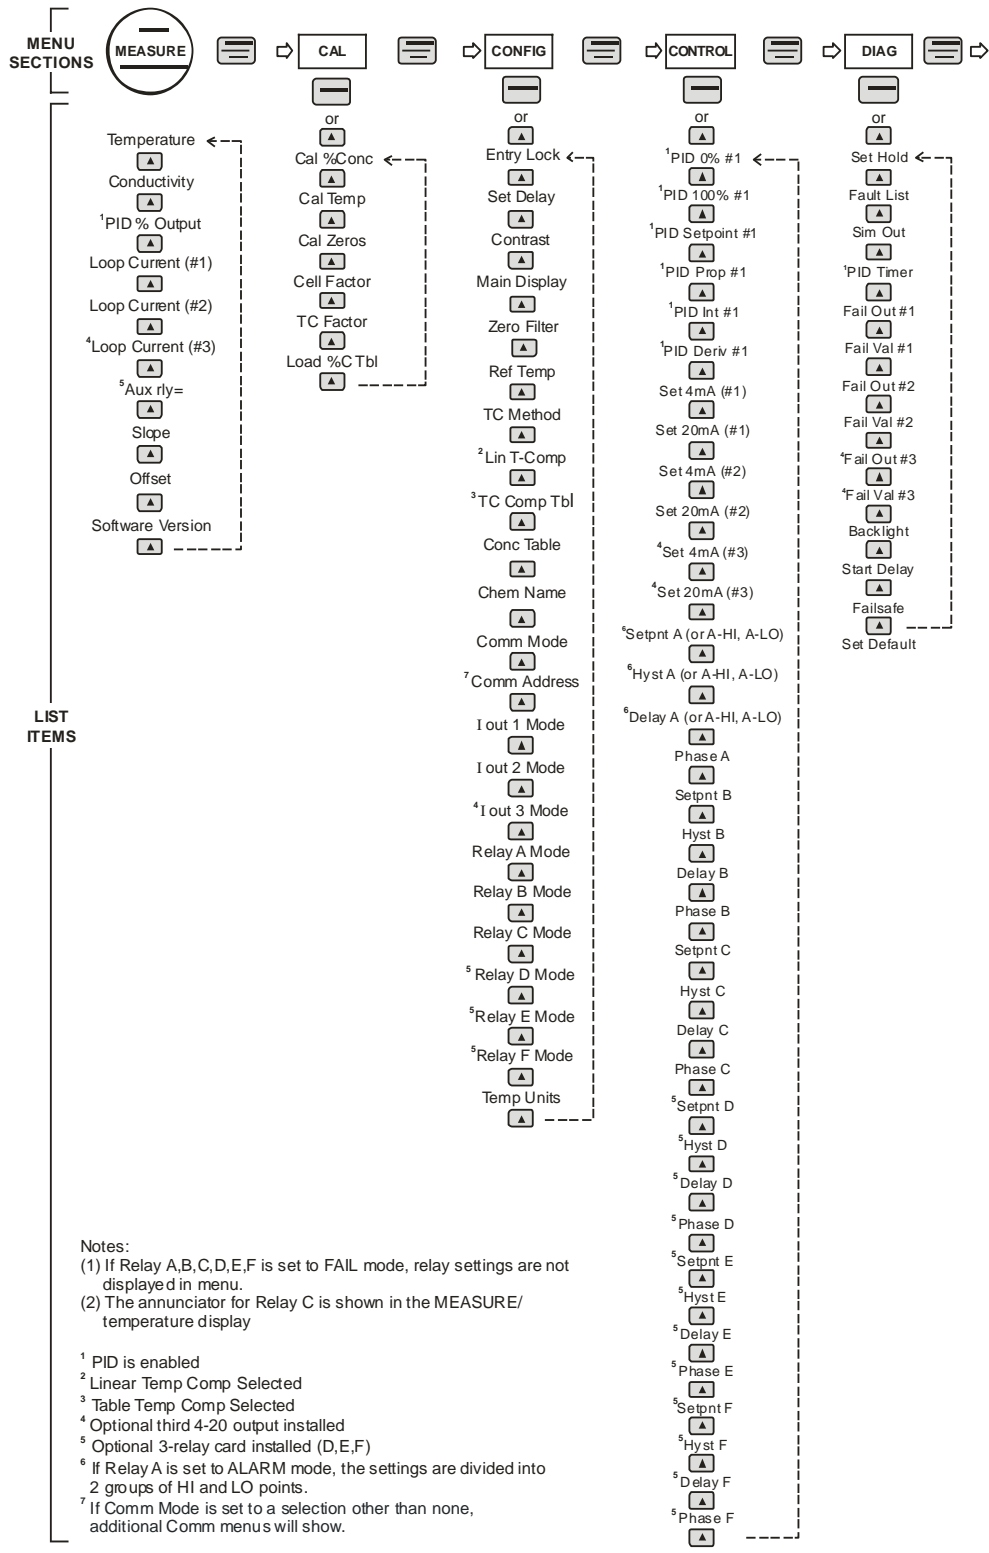 MENU
SECTIONS
MEASURE
CAL
CONFIG
CONTROL
DIAG
LIST
ITEMS
Temperature
Conductivity
¹PID % Output
Loop Current (#1)
Loop Current (#2)
⁴Loop Current (#3)
⁵Aux rly=
Slope
Offset
Software Version
or
Cal %Conc
Cal Temp
Cal Zeros
Cell Factor
TC Factor
Load %C Tbl
or
Entry Lock
Set Delay
Contrast
Main Display
Zero Filter
Ref Temp
TC Method
²Lin T-Comp
³TC Comp Tbl
Conc Table
Chem Name
Comm Mode
⁷Comm Address
I out 1 Mode
I out 2 Mode
⁴I out 3 Mode
Relay A Mode
Relay B Mode
Relay C Mode
⁵Relay D Mode
⁵Relay E Mode
⁵Relay F Mode
Temp Units
or
¹PID 0% #1
¹PID 100% #1
¹PID Setpoint #1
¹PID Prop #1
¹PID Int #1
¹PID Deriv #1
Set 4mA (#1)
Set 20mA (#1)
Set 4mA (#2)
Set 20mA (#2)
⁴Set 4mA (#3)
⁴Set 20mA (#3)
⁶Setpnt A (or A-HI, A-LO)
⁶Hyst A (or A-HI, A-LO)
⁶Delay A (or A-HI, A-LO)
Phase A
Setpnt B
Hyst B
Delay B
Phase B
Setpnt C
Hyst C
Delay C
Phase C
⁵Setpnt D
⁵Hyst D
⁵Delay D
⁵Phase D
⁵Setpnt E
⁵Hyst E
⁵Delay E
⁵Phase E
⁵Setpnt F
⁵Hyst F
⁵Delay F
⁵Phase F
or
Set Hold
Fault List
Sim Out
¹PID Timer
Fail Out #1
Fail Val #1
Fail Out #2
Fail Val #2
⁴Fail Out #3
⁴Fail Val #3
Backlight
Start Delay
Failsafe
Set Default
Notes:
(1) If Relay A,B,C,D,E,F is set to FAIL mode, relay settings are not
displayed in menu.
(2) The annunciator for Relay C is shown in the MEASURE/
temperature display
¹ PID is enabled
² Linear Temp Comp Selected
³ Table Temp Comp Selected
⁴ Optional third 4-20 output installed
⁵ Optional 3-relay card installed (D,E,F)
⁶ If Relay A is set to ALARM mode, the settings are divided into
2 groups of HI and LO points.
⁷ If Comm Mode is set to a selection other than none,
additional Comm menus will show.